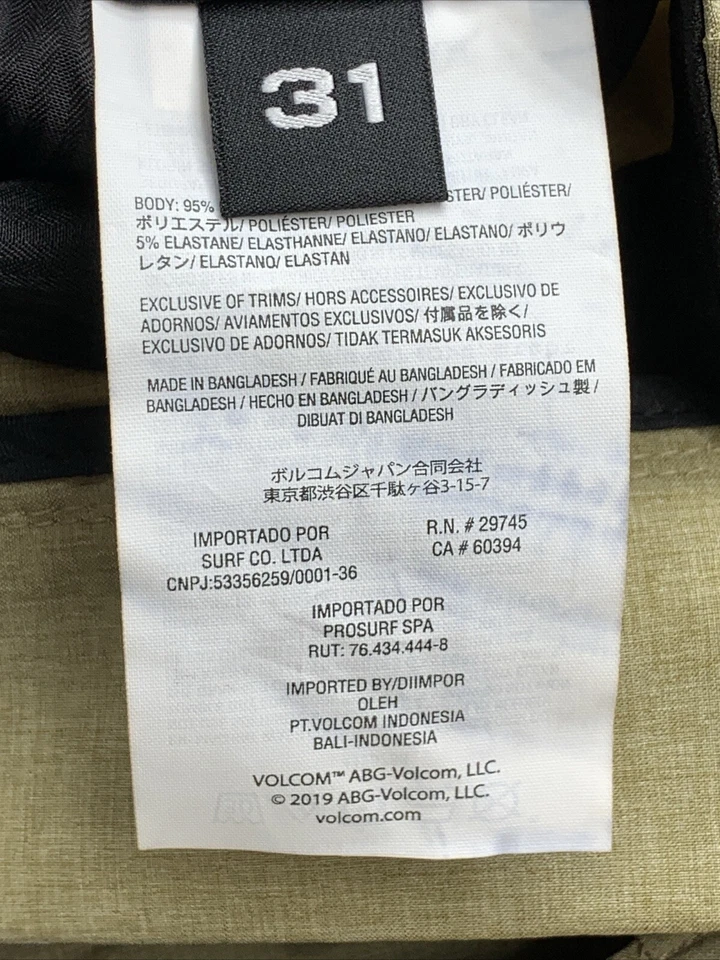 31
BODY: 95% STER/ POLIÉSTER/
ポリエステル/ POLIÉSTER/ POLIESTER
5% ELASTANE/ ELASTHANNE/ ELASTANO/ ELASTANO/ ポリウ
レタン/ ELASTANO/ ELASTAN
EXCLUSIVE OF TRIMS/ HORS ACCESSOIRES/ EXCLUSIVO DE
ADORNOS/ AVIAMENTOS EXCLUSIVOS/ 付属品を除く/
EXCLUSIVO DE ADORNOS/ TIDAK TERMASUK AKSESORIS
MADE IN BANGLADESH / FABRIQUÉ AU BANGLADESH / FABRICADO EM
BANGLADESH / HECHO EN BANGLADESH / バングラディッシュ製 /
DIBUAT DI BANGLADESH
ボルコムジャパン合同会社
東京都渋谷区千駄ヶ谷3-15-7
IMPORTADO POR
SURF CO. LTDA
CNPJ:53356259/0001-36
R.N. # 29745
CA # 60394
IMPORTADO POR
PROSURF SPA
RUT: 76.434.444-8
IMPORTED BY/DIIMPOR
OLEH
PT.VOLCOM INDONESIA
BALI-INDONESIA
VOLCOM™ ABG-Volcom, LLC.
© 2019 ABG-Volcom, LLC.
volcom.com